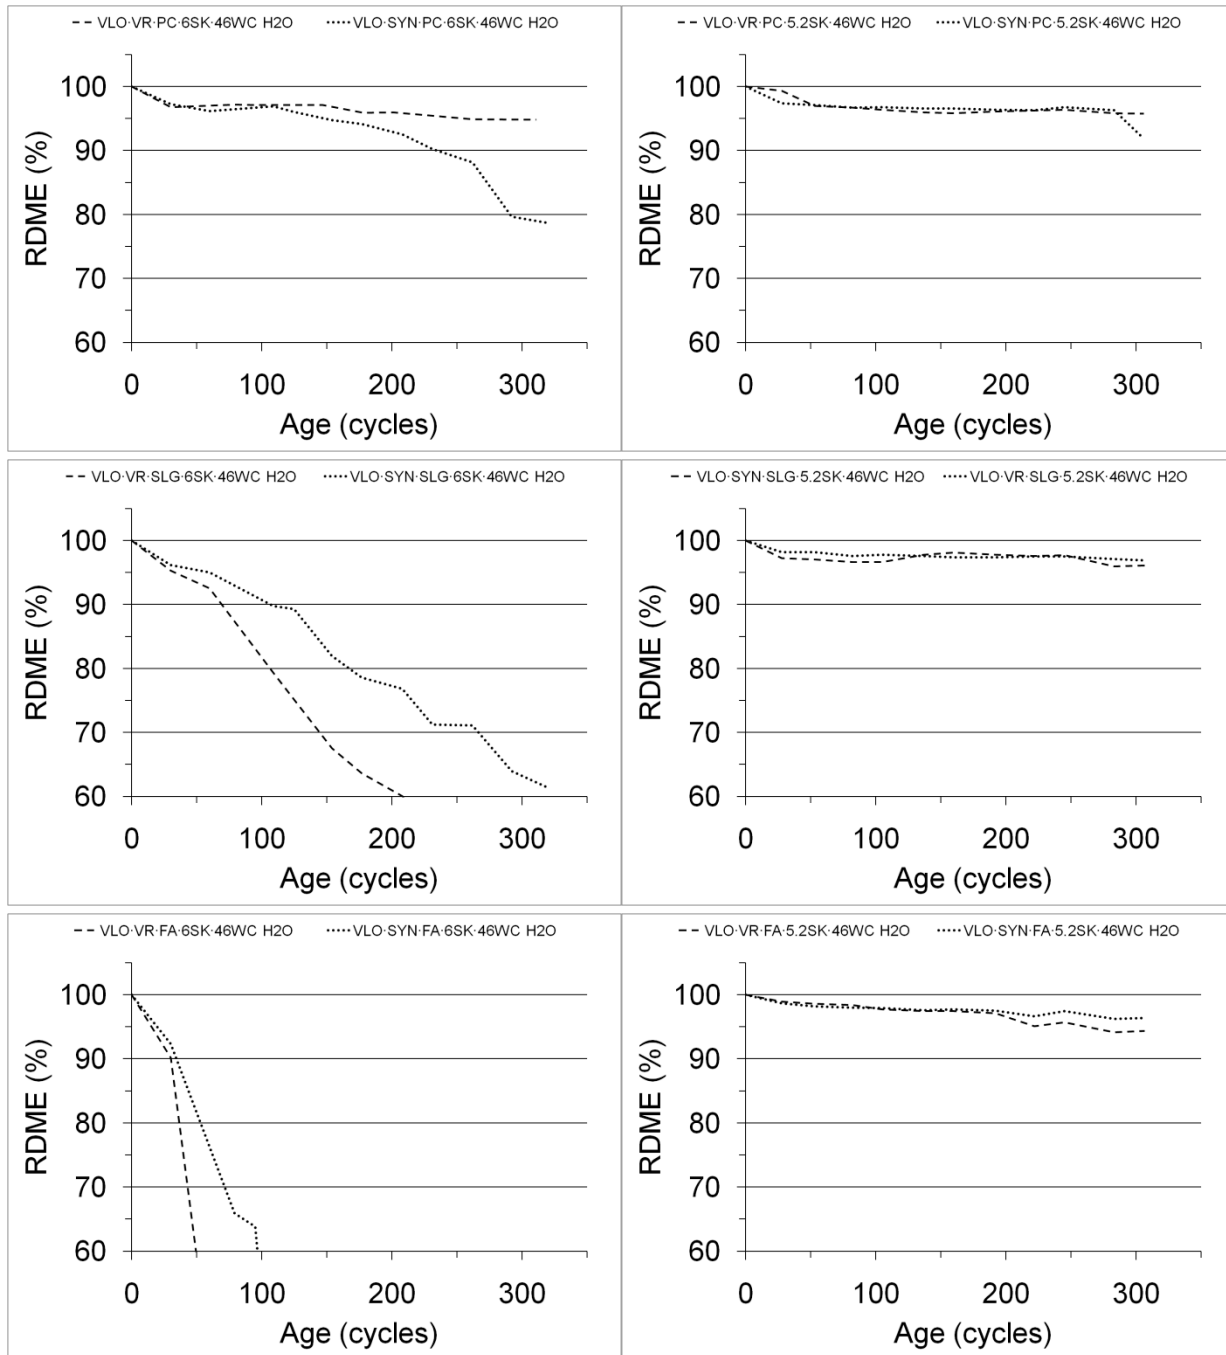 VLO·VR·PC·6SK·46WC H2O VLO·SYN·PC·6SK·46WC H2O
100
90
80
70
60
RDME (%)
0 100 200 300
Age (cycles)
VLO·VR·PC·5.2SK·46WC H2O VLO·SYN·PC·5.2SK·46WC H2O
100
90
80
70
60
RDME (%)
0 100 200 300
Age (cycles)
VLO·VR·SLG·6SK·46WC H2O VLO·SYN·SLG·6SK·46WC H2O
100
90
80
70
60
RDME (%)
0 100 200 300
Age (cycles)
VLO·SYN·SLG·5.2SK·46WC H2O VLO·VR·SLG·5.2SK·46WC H2O
100
90
80
70
60
RDME (%)
0 100 200 300
Age (cycles)
VLO·VR·FA·6SK·46WC H2O VLO·SYN·FA·6SK·46WC H2O
100
90
80
70
60
RDME (%)
0 100 200 300
Age (cycles)
VLO·VR·FA·5.2SK·46WC H2O VLO·SYN·FA·5.2SK·46WC H2O
100
90
80
70
60
RDME (%)
0 100 200 300
Age (cycles)